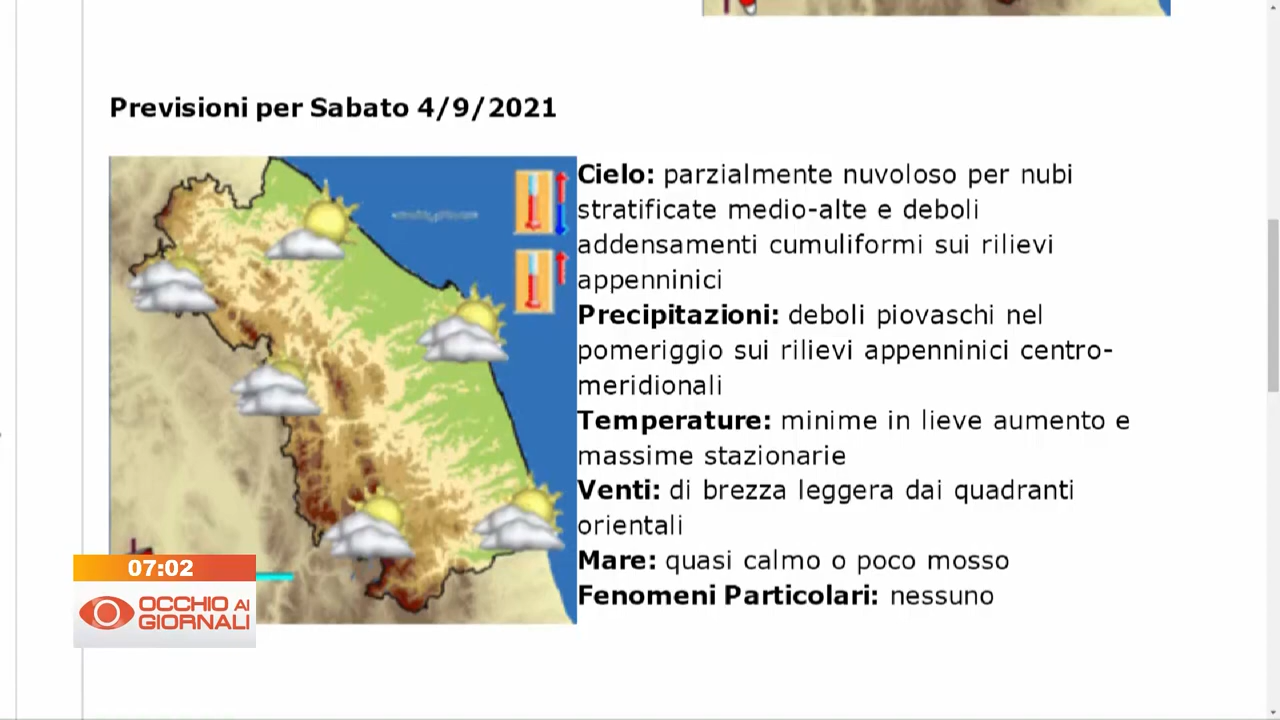 Previsioni per Sabato 4/9/2021
Cielo: parzialmente nuvoloso per nubi
stratificate medio-alte e deboli
addensamenti cumuliformi sui rilievi
appenninici
Precipitazioni: deboli piovaschi nel
pomeriggio sui rilievi appenninici centro-
meridionali
Temperature: minime in lieve aumento e
massime stazionarie
Venti: di brezza leggera dai quadranti
orientali
Mare: quasi calmo o poco mosso
Fenomeni Particolari: nessuno
07:02
OCCHIO AI
GIORNALI